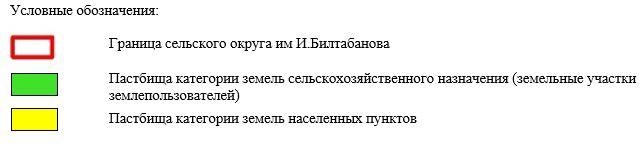 Условные обозначения:
Граница сельского округа им И.Билтабанова
Пастбища категории земель сельскохозяйственного назначения (земельные участки
землепользователей)
Пастбища категории земель населенных пунктов